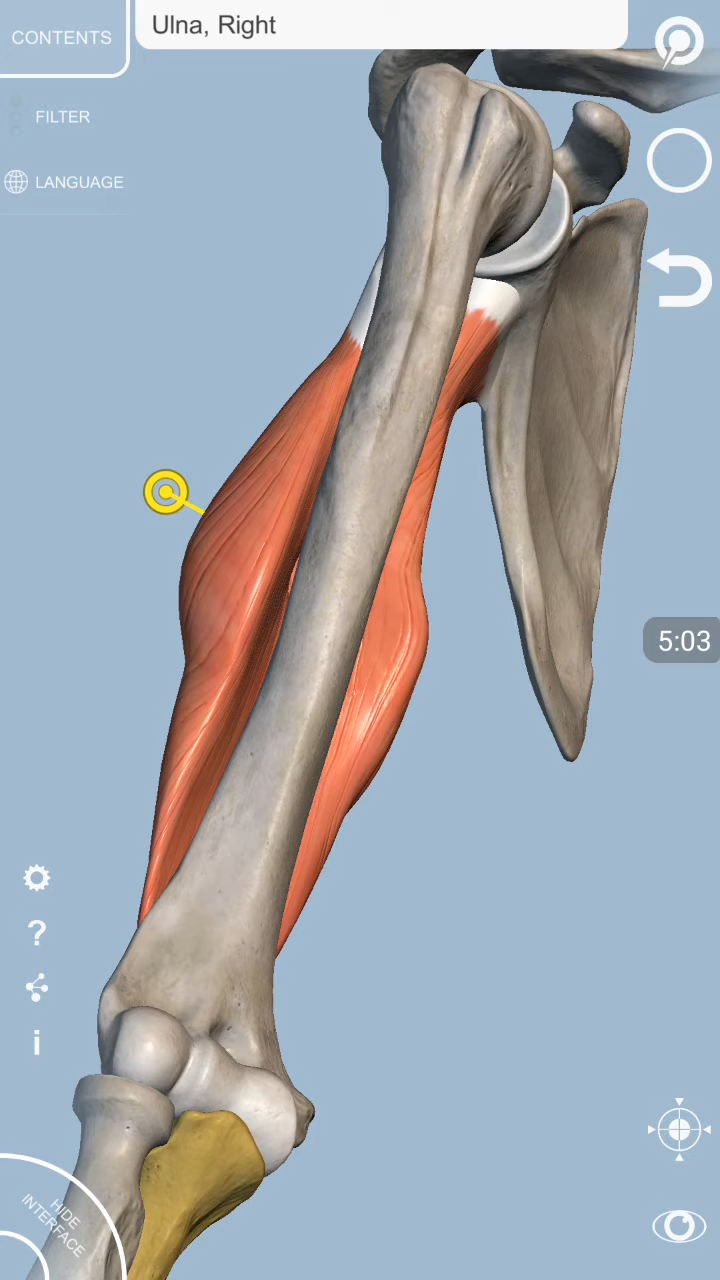 CONTENTS
Ulna, Right
FILTER
LANGUAGE
5:03
?
i
HIDE
INTERFACE